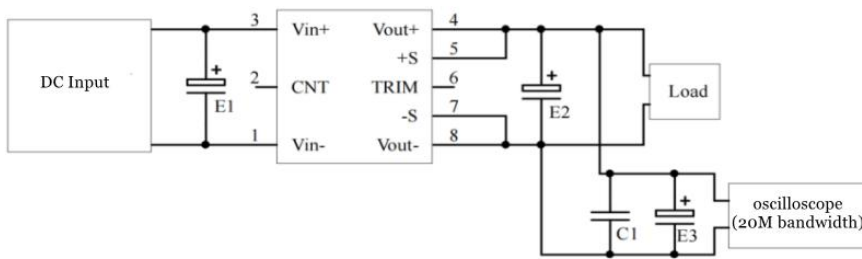 DC Input
+
E1
3
Vin+
2
CNT
1
Vin-
Vout+
4
+S
5
TRIM
6
-S
7
Vout-
8
+
E2
Load
C1
+
E3
oscilloscope
(20M bandwidth)